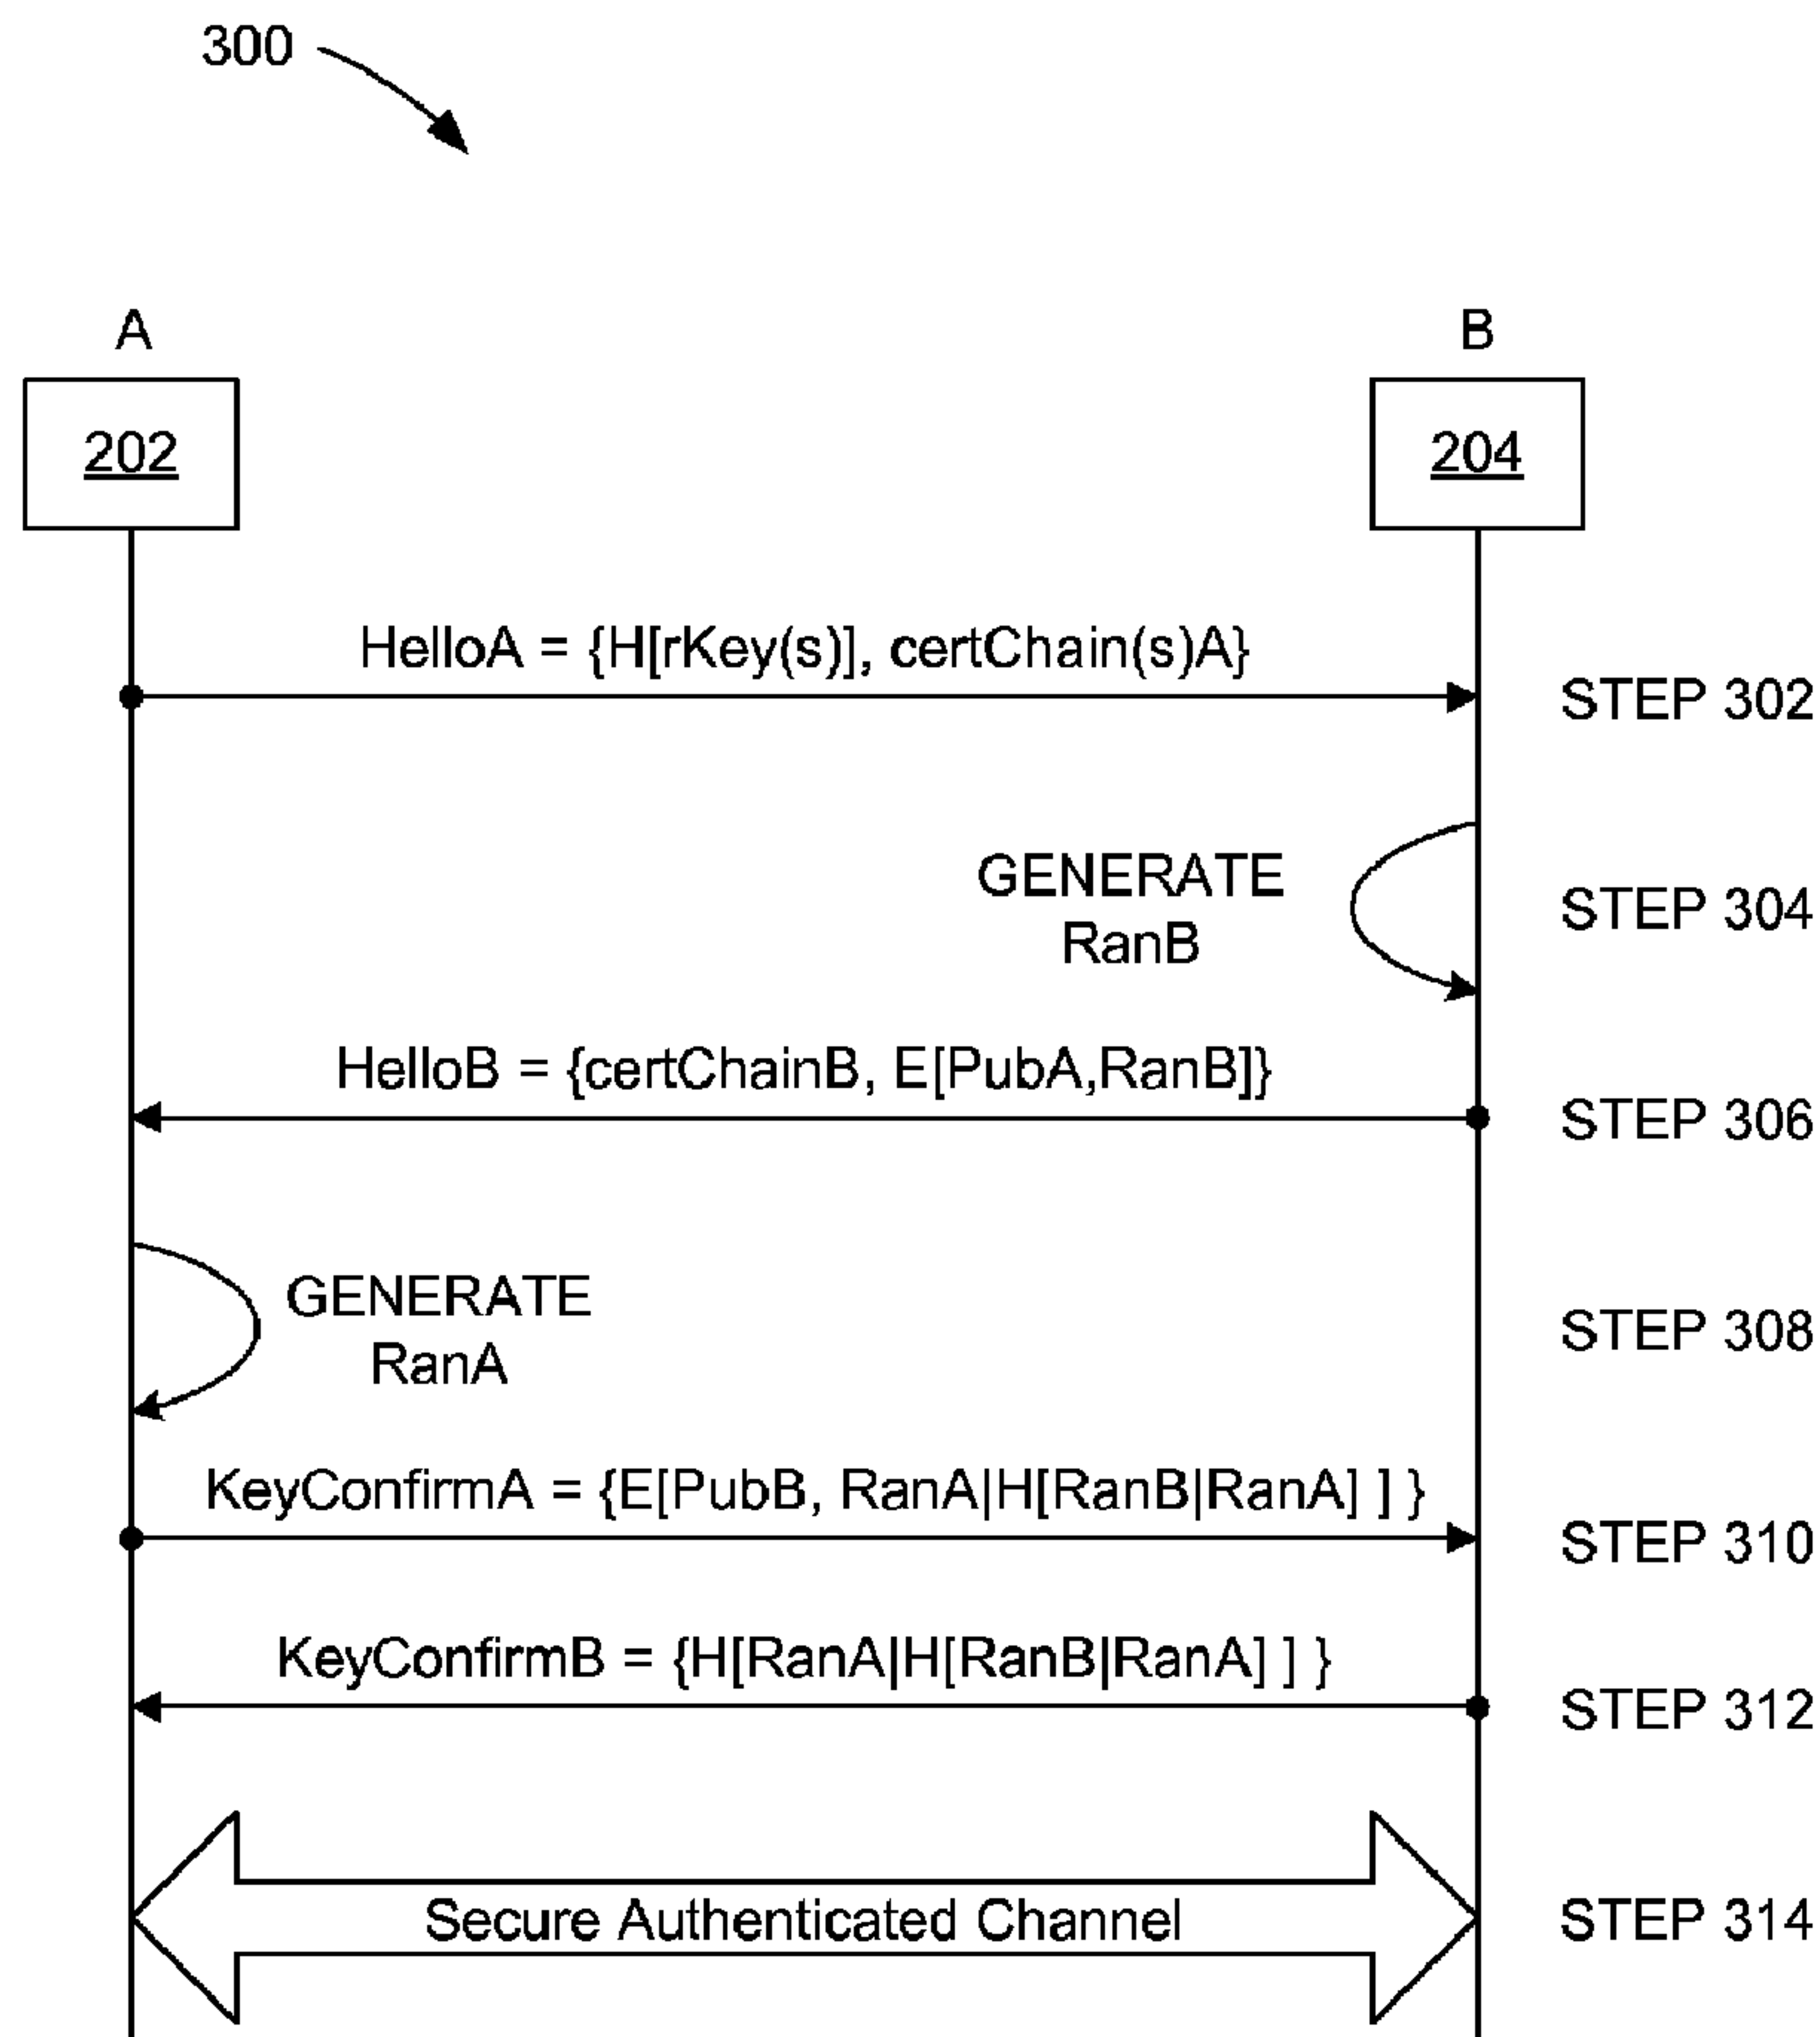 300
A
B
202
204
HelloA = {H[rKey(s)], certChain(s)A}
STEP 302
GENERATE
RanB
STEP 304
HelloB = {certChainB, E[PubA,RanB]}
STEP 306
GENERATE
RanA
STEP 308
KeyConfirmA = {E[PubB, RanA|H[RanB|RanA] ] }
STEP 310
KeyConfirmB = {H[RanA|H[RanB|RanA] ] }
STEP 312
Secure Authenticated Channel
STEP 314